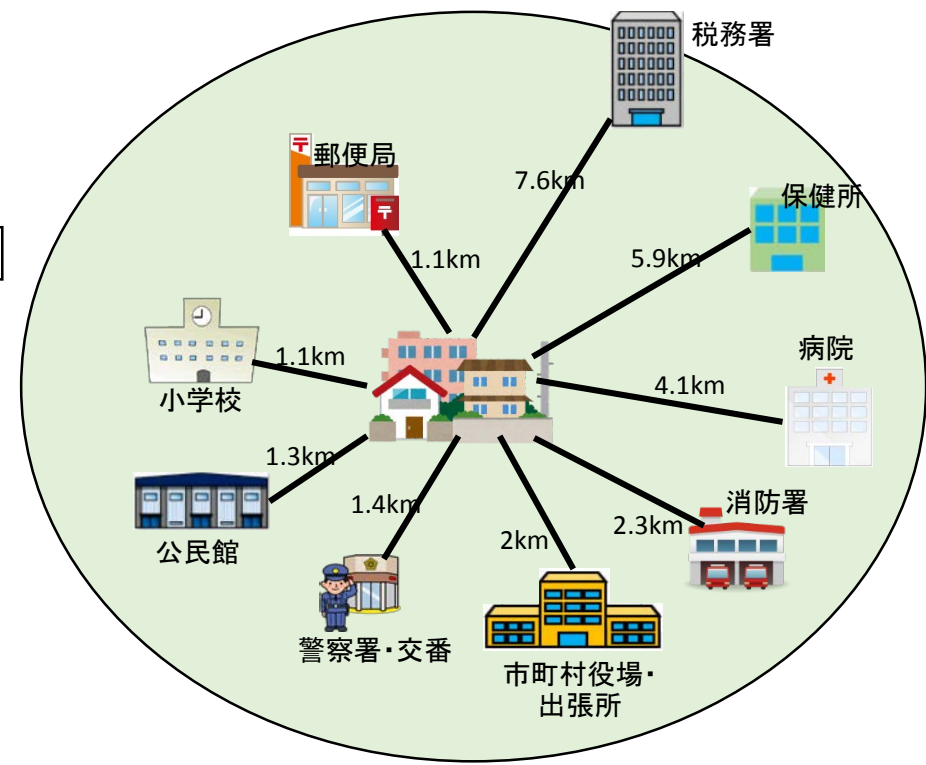 税務署
7.6km
〒
郵便局
〒
1.1km
保健所
5.9km
小学校
1.1km
病院
4.1km
公民館
1.3km
警察署・交番
1.4km
市町村役場・
出張所
2km
消防署
2.3km